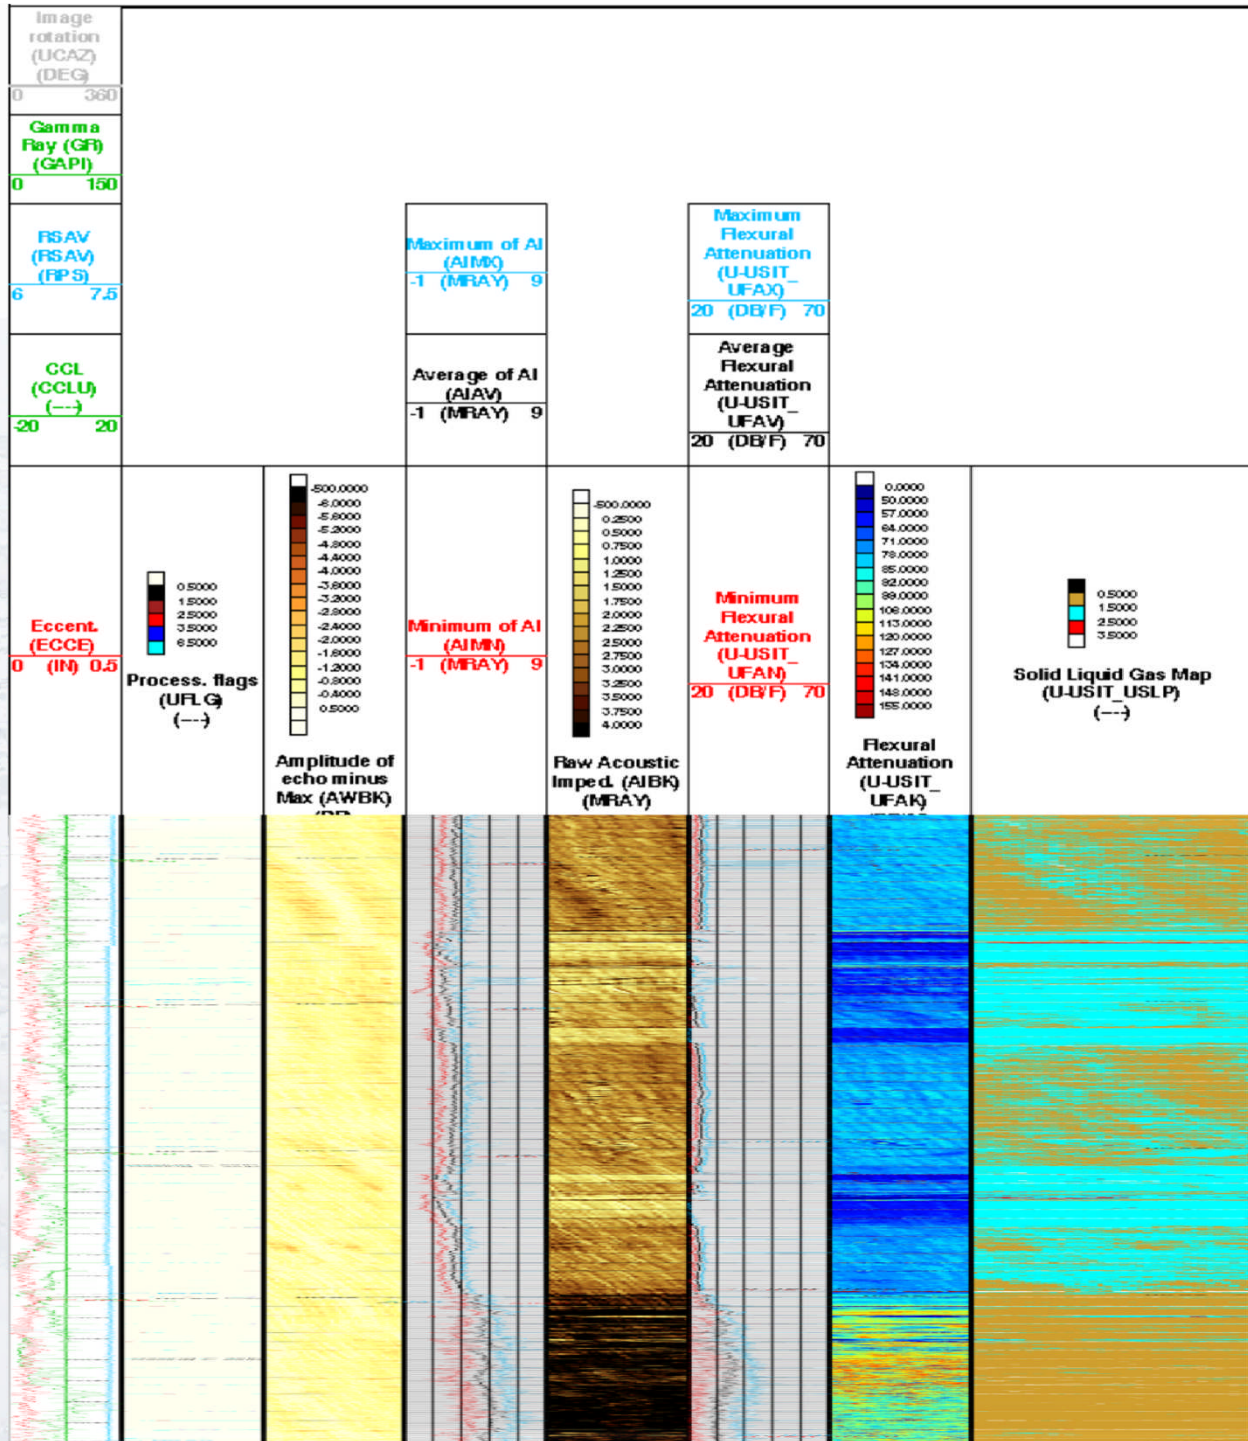 Image
rotation
(UCAZ)
(DEG)
0 360
Gamma
Ray (GR)
(GAPI)
0 150
RSAV
(RSAV)
(RPS)
6 7.5
CCL
(CCLU)
(----)
-20 20
Eccent.
(ECCE)
0 (IN) 0.5
0.5000
1.5000
2.5000
3.5000
6.5000
Process. flags
(UFLG)
(----)
-500.0000
-6.0000
-5.6000
-5.2000
-4.8000
-4.4000
-4.0000
-3.6000
-3.2000
-2.8000
-2.4000
-2.0000
-1.6000
-1.2000
-0.8000
-0.4000
0.5000
Amplitude of
echo minus
Max (AWBK)
Maximum of AI
(AIMX)
-1 (MRAY) 9
Average of AI
(AIAV)
-1 (MRAY) 9
Minimum of AI
(AIMN)
-1 (MRAY) 9
-500.0000
0.2500
0.5000
0.7500
1.0000
1.2500
1.5000
1.7500
2.0000
2.2500
2.5000
2.7500
3.0000
3.2500
3.5000
3.7500
4.0000
Raw Acoustic
Imped. (AIBK)
(MRAY)
Maximum
Flexural
Attenuation
(U-USIT_
UFAX)
20 (DB/F) 70
Average
Flexural
Attenuation
(U-USIT_
UFAV)
20 (DB/F) 70
Minimum
Flexural
Attenuation
(U-USIT_
UFAN)
20 (DB/F) 70
0.0000
50.0000
57.0000
64.0000
71.0000
78.0000
85.0000
92.0000
99.0000
106.0000
113.0000
120.0000
127.0000
134.0000
141.0000
148.0000
155.0000
Flexural
Attenuation
(U-USIT_
UFAK)
0.5000
1.5000
2.5000
3.5000
Solid Liquid Gas Map
(U-USIT_USLP)
(----)